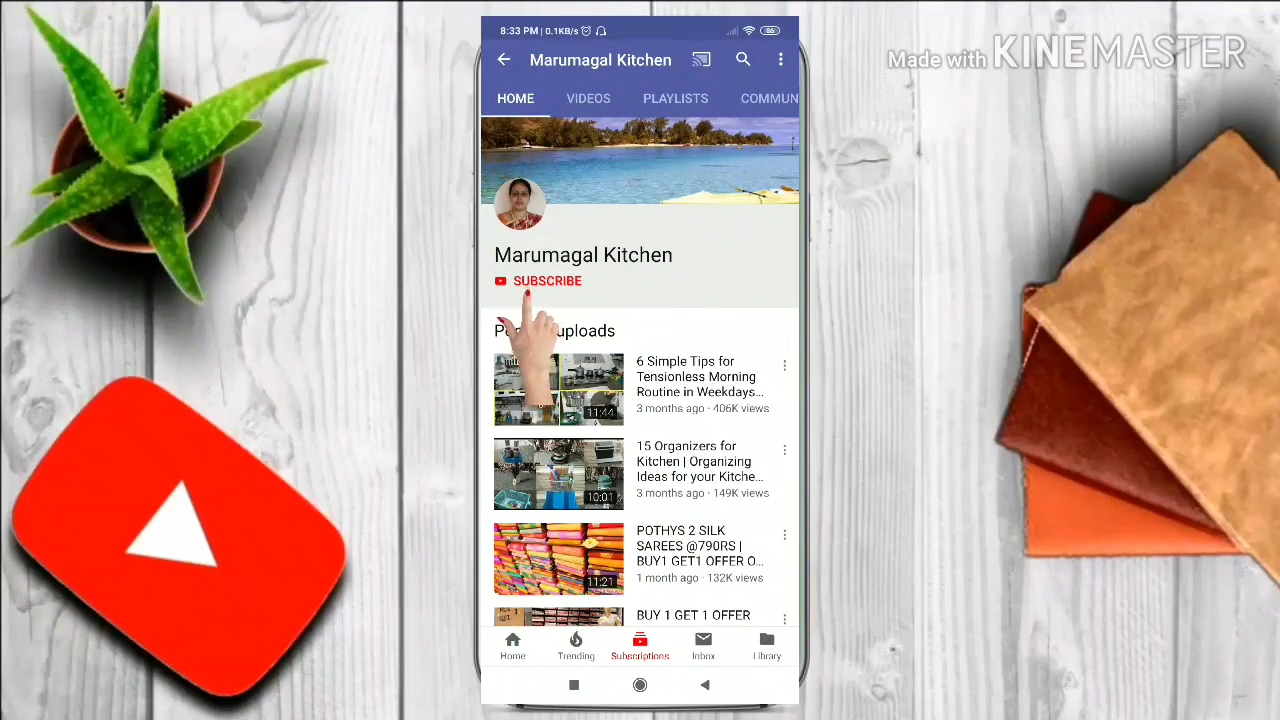 8:33 PM | 0.1KB/s
86
Made with KINEMASTER
Marumagal Kitchen
HOME VIDEOS PLAYLISTS COMMUN
Marumagal Kitchen
SUBSCRIBE
uploads
6 Simple Tips for
Tensionless Morning
Routine in Weekdays...
3 months ago · 406K views
11:44
15 Organizers for
Kitchen | Organizing
Ideas for your Kitche...
3 months ago · 149K views
10:01
POTHYS 2 SILK
SAREES @790RS |
BUY1 GET1 OFFER O...
1 month ago · 132K views
11:21
BUY 1 GET 1 OFFER
Home Trending Subscriptions Inbox Library